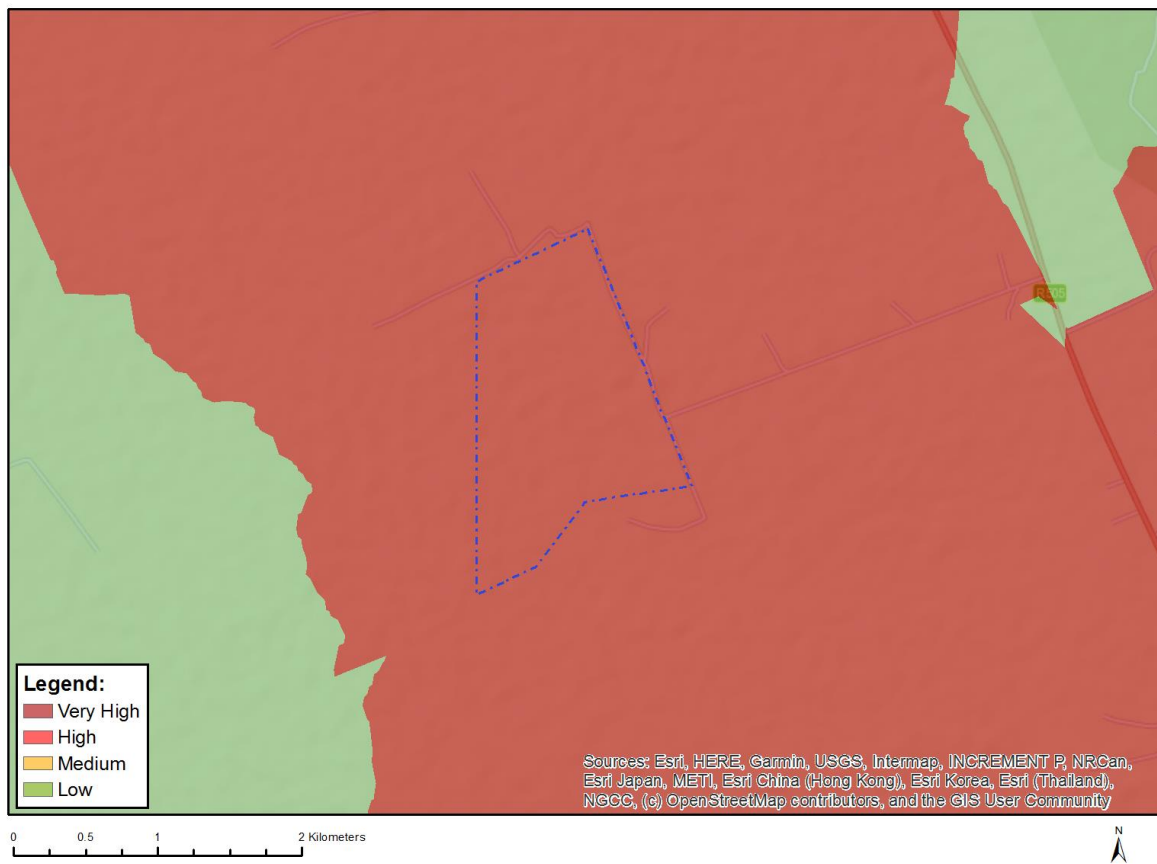 R505
Legend:
Very High
High
Medium
Low
Sources: Esri, HERE, Garmin, USGS, Intermap, INCREMENT P, NRCan,
Esri Japan, METI, Esri China (Hong Kong), Esri Korea, Esri (Thailand),
NGCC, (c) OpenStreetMap contributors, and the GIS User Community
0 0.5 1 2 Kilometers
N